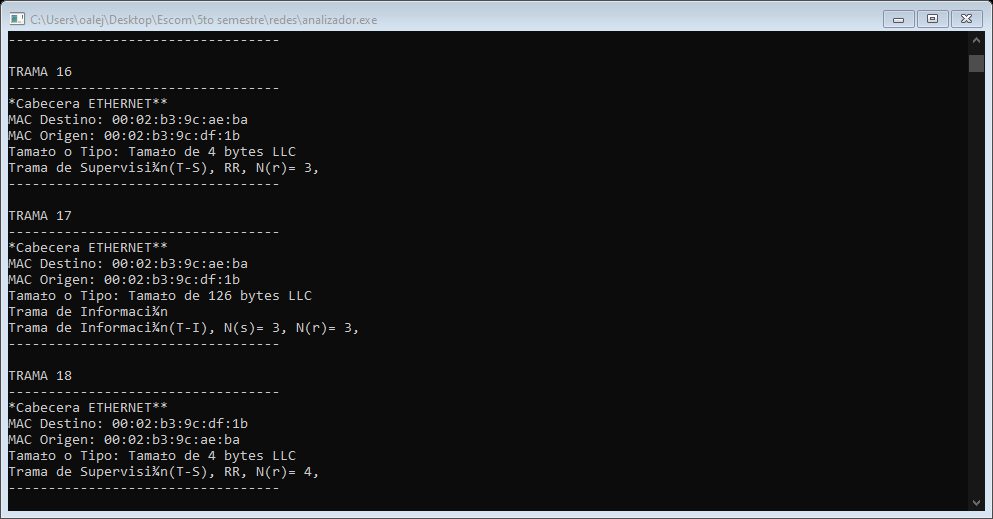 C:\Users\oalej\Desktop\Escom\5to semestre\redes\analizador.exe
----------------------------------
TRAMA 16
----------------------------------
*Cabecera ETHERNET**
MAC Destino: 00:02:b3:9c:ae:ba
MAC Origen: 00:02:b3:9c:df:1b
Tama±o o Tipo: Tama±o de 4 bytes LLC
Trama de Supervisi¾n(T-S), RR, N(r)= 3,
----------------------------------
TRAMA 17
----------------------------------
*Cabecera ETHERNET**
MAC Destino: 00:02:b3:9c:ae:ba
MAC Origen: 00:02:b3:9c:df:1b
Tama±o o Tipo: Tama±o de 126 bytes LLC
Trama de Informaci¾n
Trama de Informaci¾n(T-I), N(s)= 3, N(r)= 3,
----------------------------------
TRAMA 18
----------------------------------
*Cabecera ETHERNET**
MAC Destino: 00:02:b3:9c:df:1b
MAC Origen: 00:02:b3:9c:ae:ba
Tama±o o Tipo: Tama±o de 4 bytes LLC
Trama de Supervisi¾n(T-S), RR, N(r)= 4,
----------------------------------